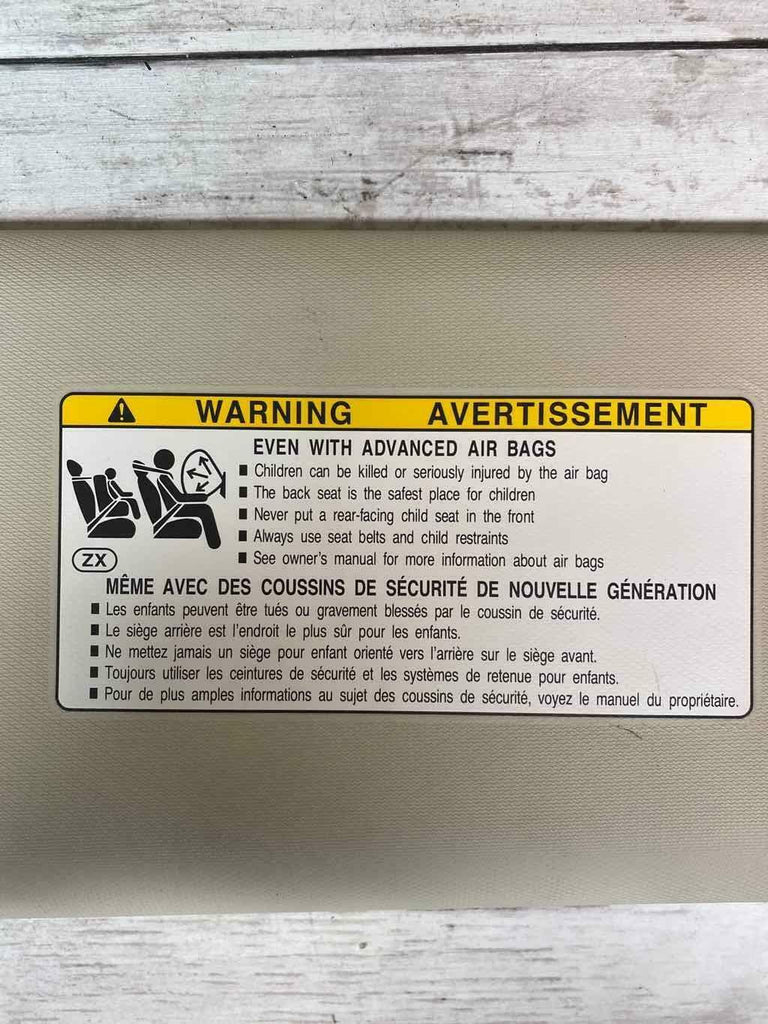 WARNING AVERTISSEMENT
EVEN WITH ADVANCED AIR BAGS
■ Children can be killed or seriously injured by the air bag
■ The back seat is the safest place for children
■ Never put a rear-facing child seat in the front
■ Always use seat belts and child restraints
■ See owner's manual for more information about air bags
ZX
MÊME AVEC DES COUSSINS DE SÉCURITÉ DE NOUVELLE GÉNÉRATION
■ Les enfants peuvent être tués ou gravement blessés par le coussin de sécurité.
■ Le siège arrière est l'endroit le plus sûr pour les enfants.
■ Ne mettez jamais un siège pour enfant orienté vers l'arrière sur le siège avant.
■ Toujours utiliser les ceintures de sécurité et les systèmes de retenue pour enfants.
■ Pour de plus amples informations au sujet des coussins de sécurité, voyez le manuel du propriétaire.